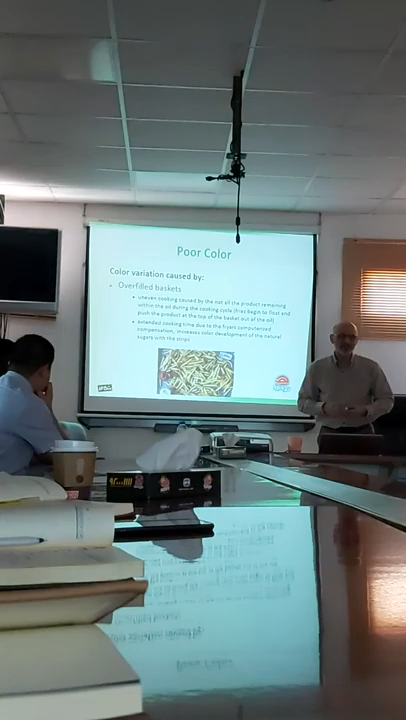 Poor Color
Color variation caused by:
• Overfilled baskets
• uneven cooking caused by the not all the product remaining
within the oil during the cooking cycle (fries begin to float and
push the product at the top of the basket out of the oil)
• extended cooking time due to the fryers computerized
compensation, increases color development of the natural
sugars with the strips